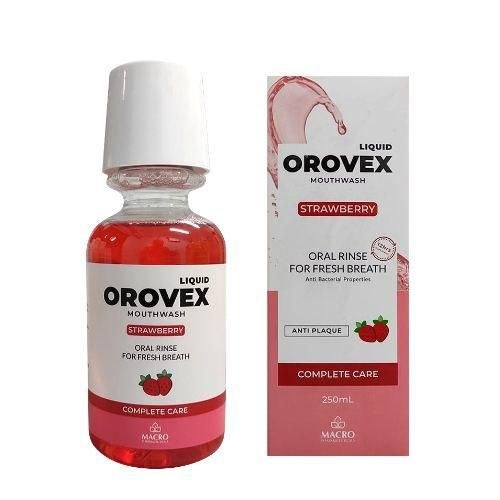 LIQUID
OROVEX
MOUTHWASH
STRAWBERRY
ORAL RINSE
FOR FRESH BREATH
COMPLETE CARE
MACRO
LIQUID
OROVEX
MOUTHWASH
STRAWBERRY
ORAL RINSE
FOR FRESH BREATH
Anti Bacterial Properties
ANTI PLAQUE
COMPLETE CARE
250mL
MACRO